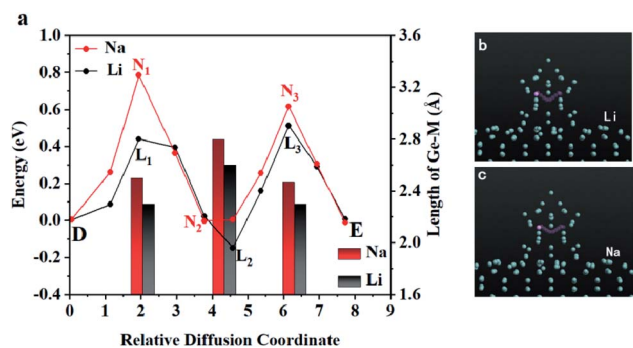 a
Energy (eV)
1.0
0.8
0.6
0.4
0.2
0.0
-0.2
-0.4
Na
Li
N1
L1
D
N2
L2
N3
L3
E
Na
Li
3.6
3.2
2.8
2.4
2.0
1.6
Length of Ge-M (Å)
0 1 2 3 4 5 6 7 8 9
Relative Diffusion Coordinate
b
Li
c
Na